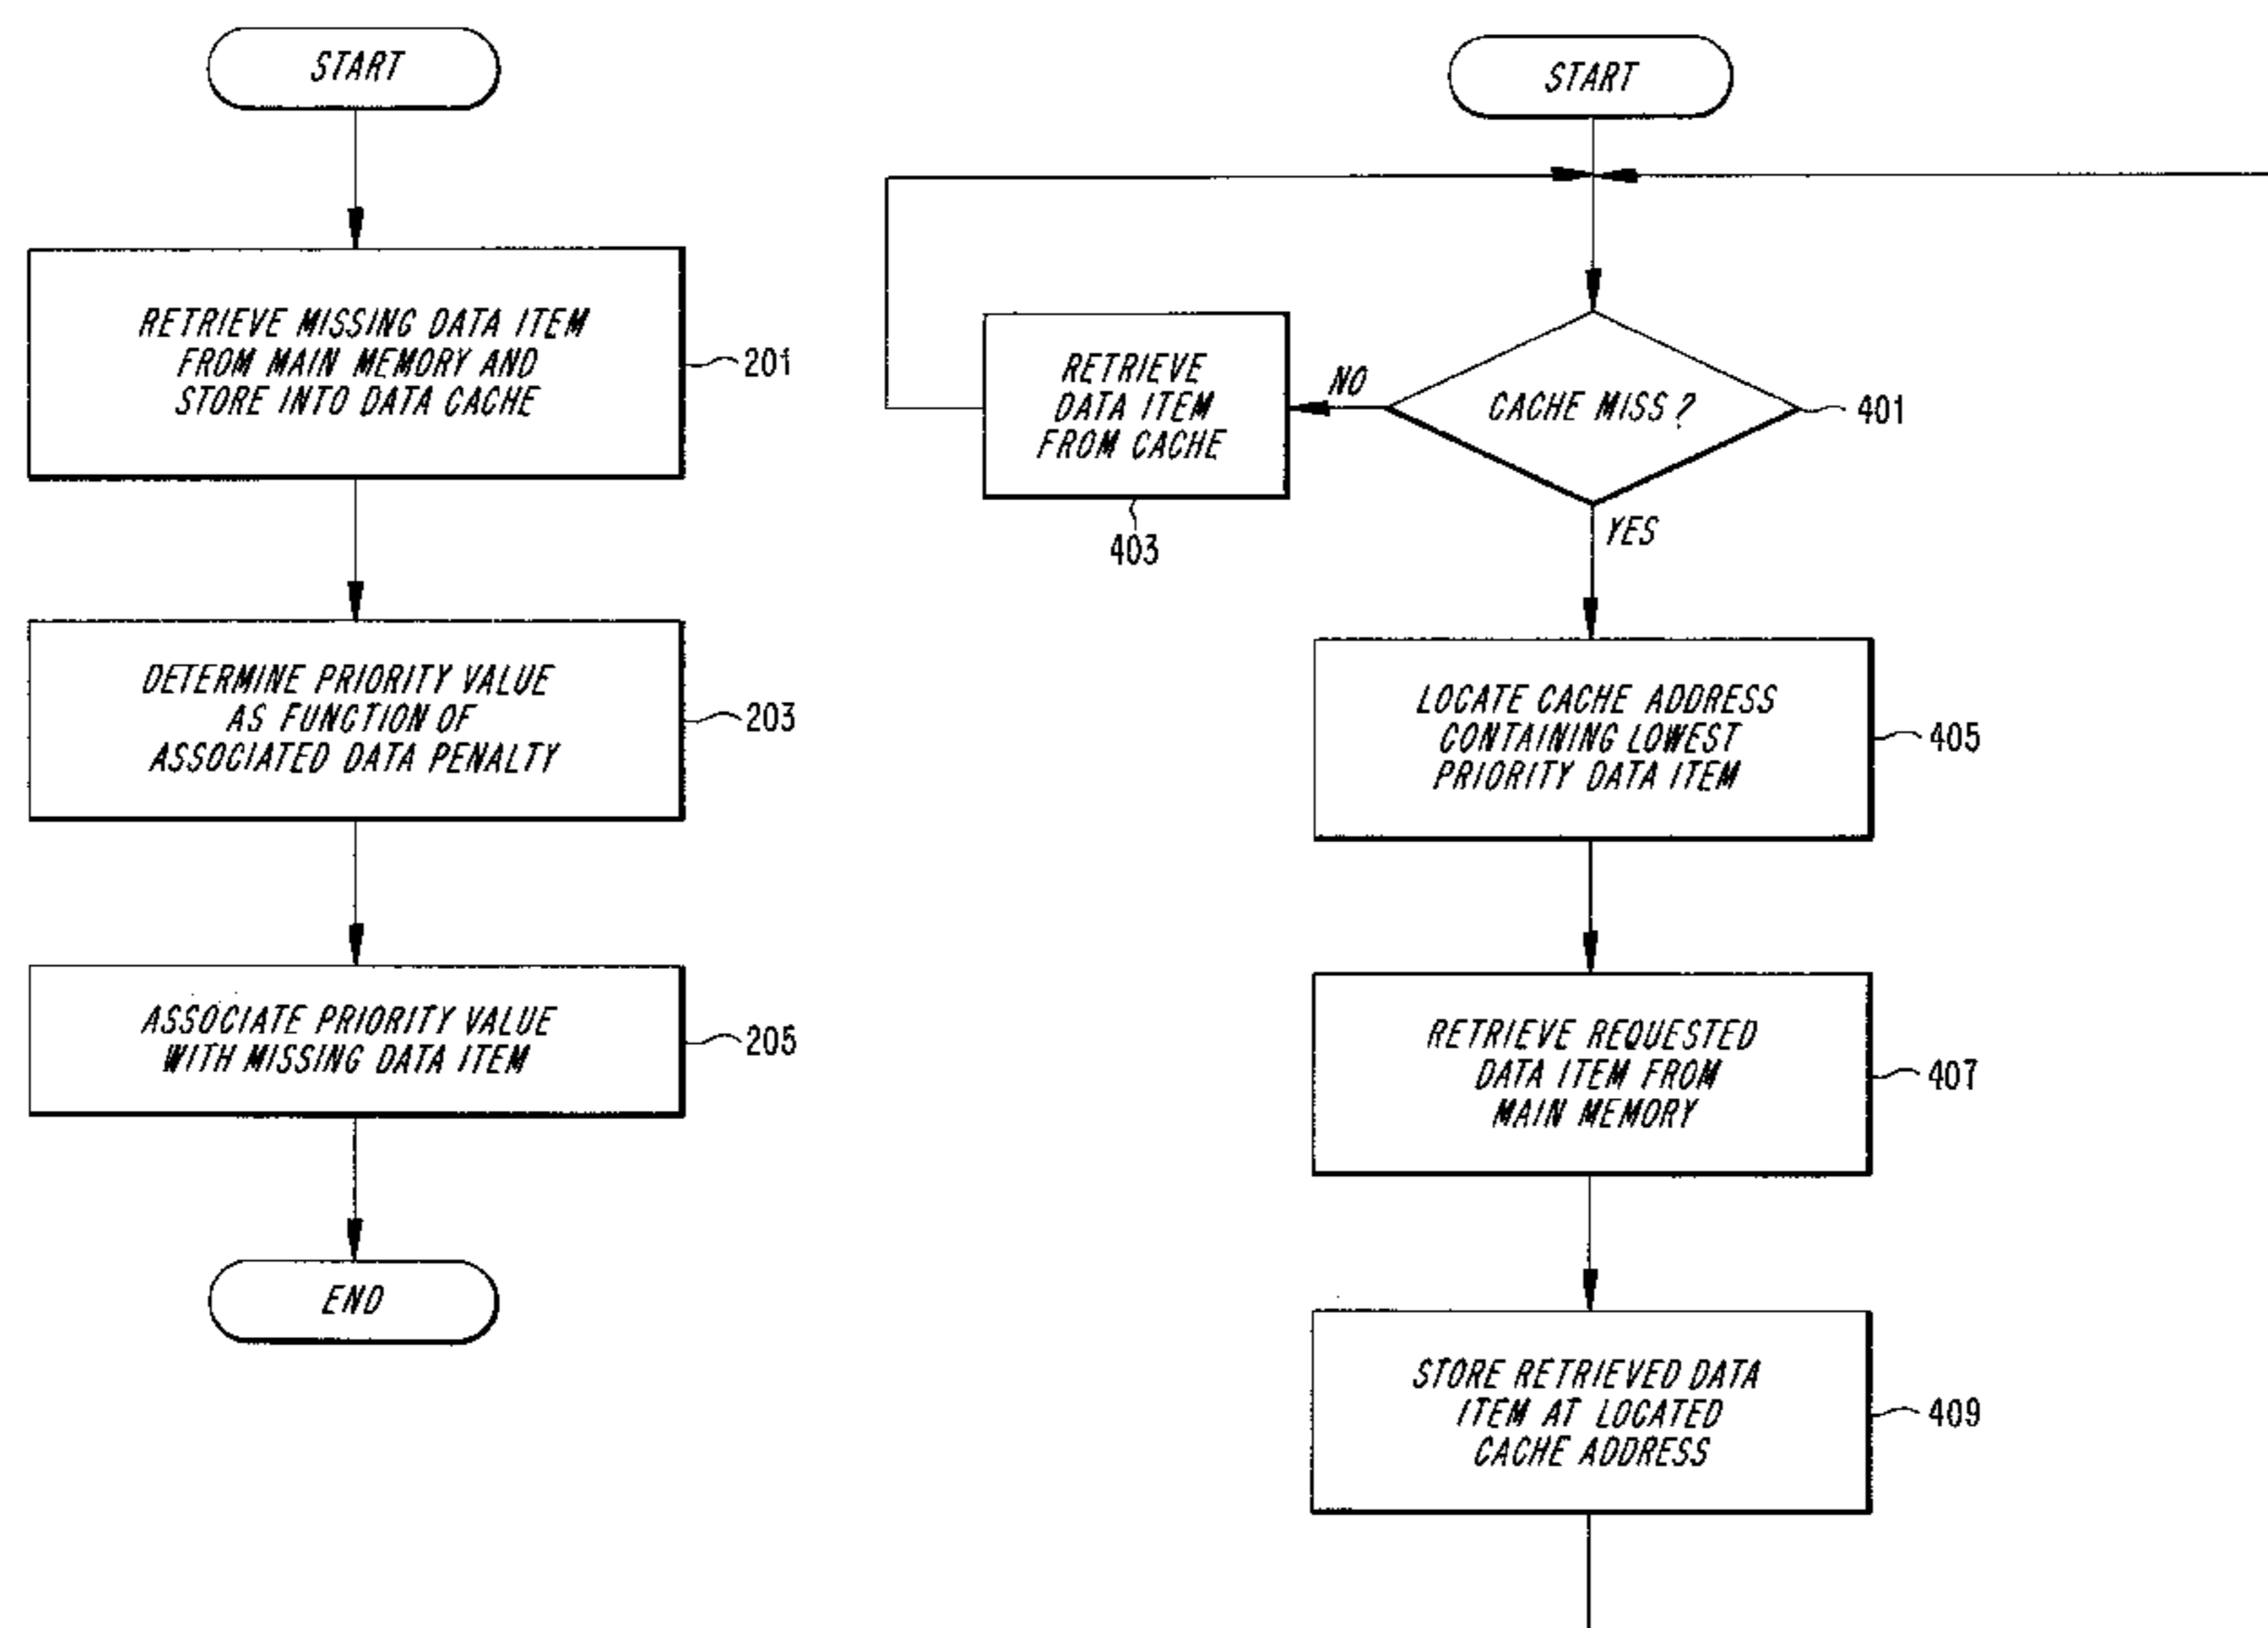 START
RETRIEVE MISSING DATA ITEM
FROM MAIN MEMORY AND
STORE INTO DATA CACHE
201
DETERMINE PRIORITY VALUE
AS FUNCTION OF
ASSOCIATED DATA PENALTY
203
ASSOCIATE PRIORITY VALUE
WITH MISSING DATA ITEM
205
END
START
CACHE MISS?
401
NO
RETRIEVE
DATA ITEM
FROM CACHE
403
YES
LOCATE CACHE ADDRESS
CONTAINING LOWEST
PRIORITY DATA ITEM
405
RETRIEVE REQUESTED
DATA ITEM FROM
MAIN MEMORY
407
STORE RETRIEVED DATA
ITEM AT LOCATED
CACHE ADDRESS
409